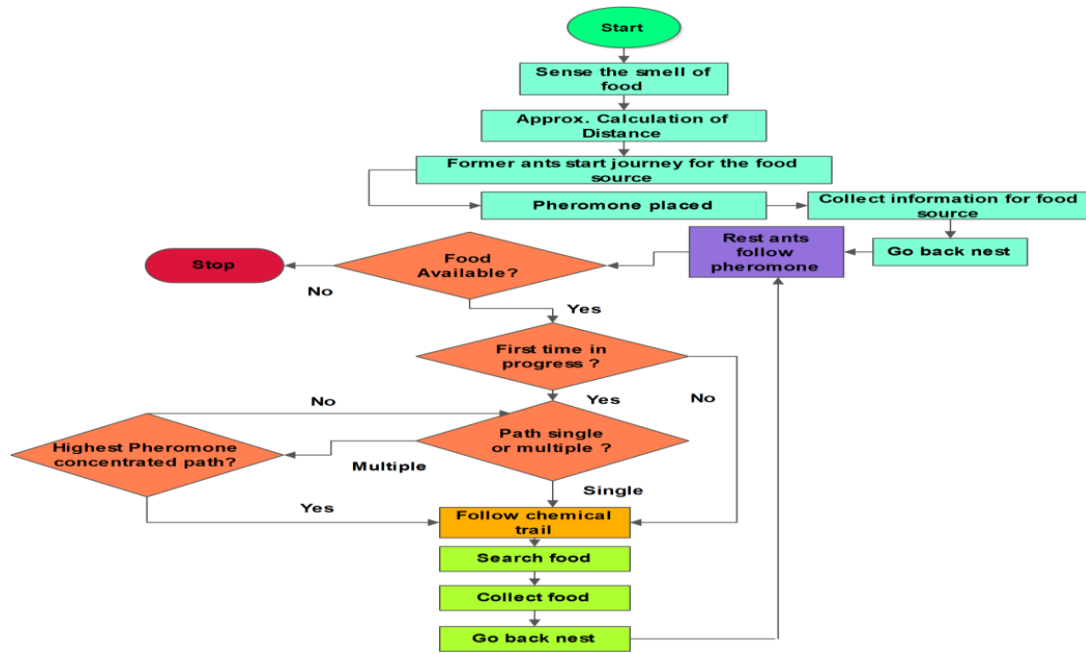 Start
Sense the smell of
food
Approx. Calculation of
Distance
Former ants start journey for the food
source
Pheromone placed
Collect information for food
source
Go back nest
Rest ants
follow
pheromone
Food
Available?
Stop
No
Yes
First time in
progress ?
Yes
No
Path single
or multiple ?
No
Highest Pheromone
concentrated path?
Multiple
Single
Yes
Follow chemical
trail
Search food
Collect food
Go back nest